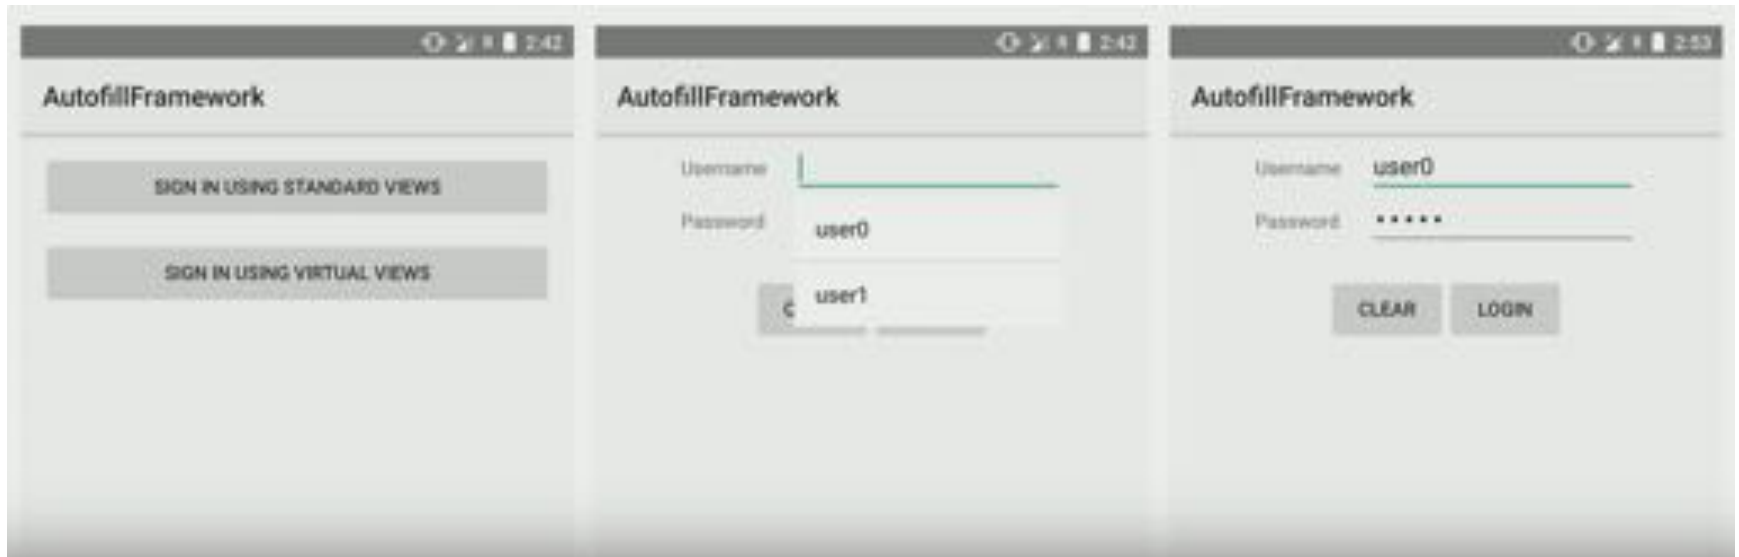 2:42
AutofillFramework
SIGN IN USING STANDARD VIEWS
SIGN IN USING VIRTUAL VIEWS
2:42
AutofillFramework
Username
Password
user0
user1
C
2:53
AutofillFramework
Username user0
Password •••••
CLEAR LOGIN